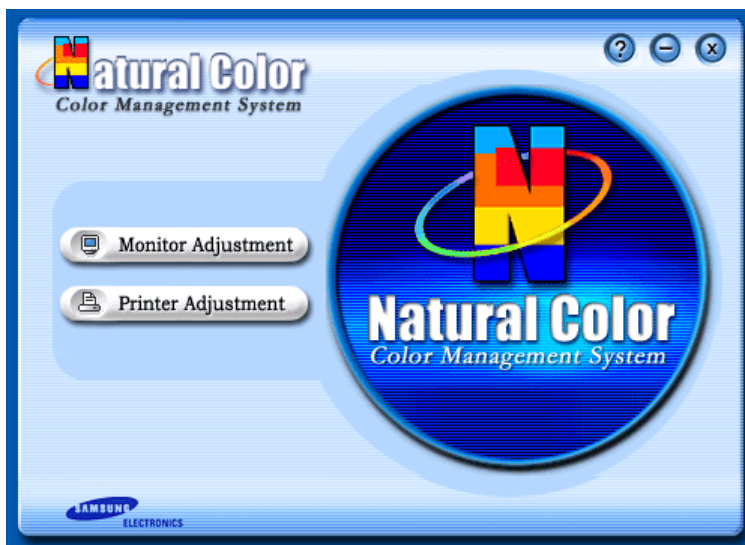 Natural Color
Color Management System
? – x
Monitor Adjustment
Printer Adjustment
N
Natural Color
Color Management System
SAMSUNG
ELECTRONICS